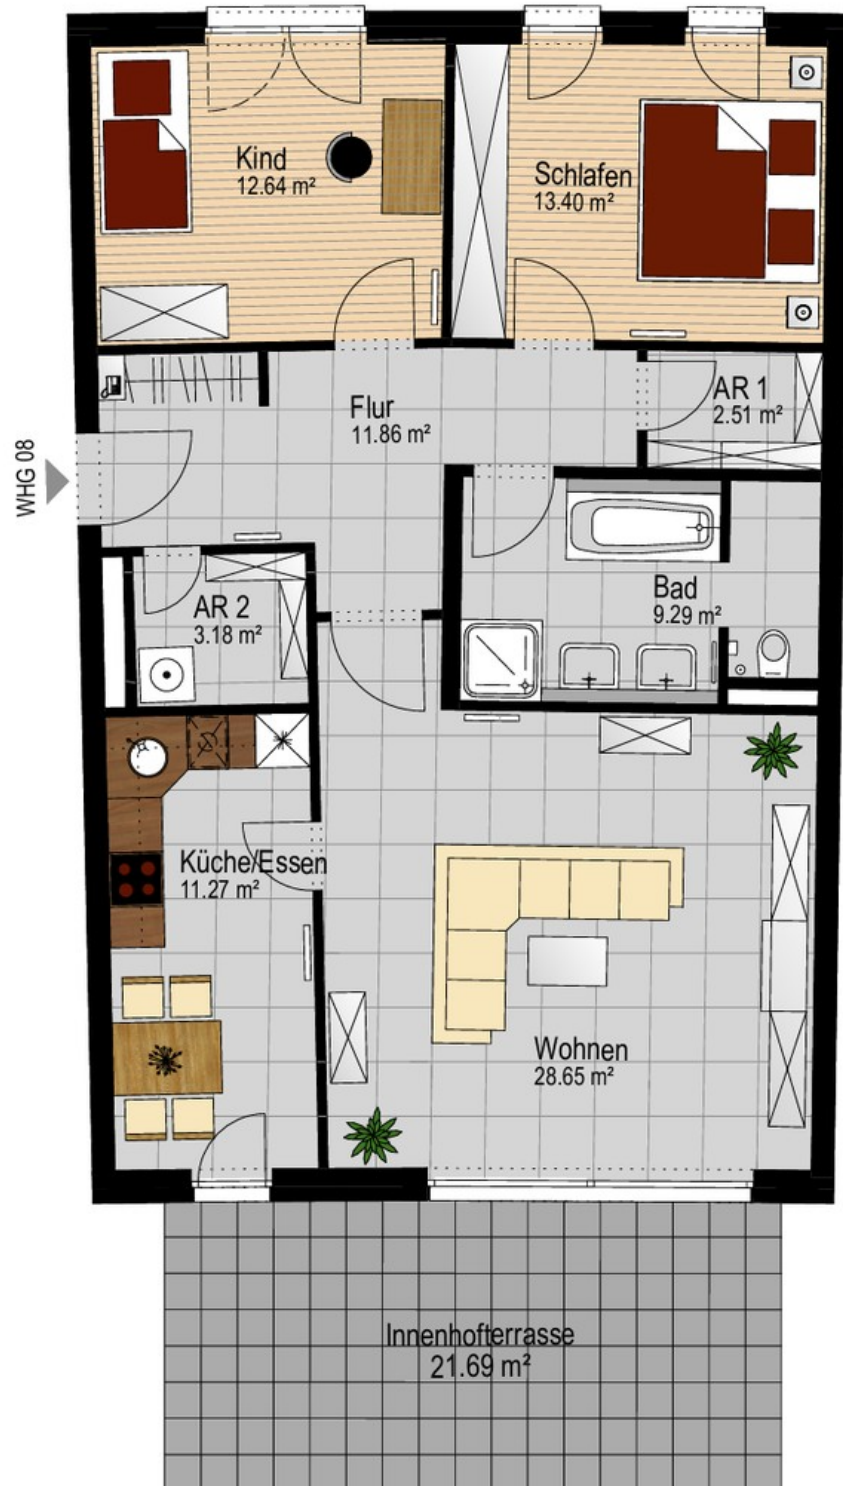 Kind
12.64 m²
Schlafen
13.40 m²
Flur
11.86 m²
AR 1
2.51 m²
WHG 08
Bad
9.29 m²
AR 2
3.18 m²
Küche/Essen
11.27 m²
Wohnen
28.65 m²
Innenhofterrasse
21.69 m²